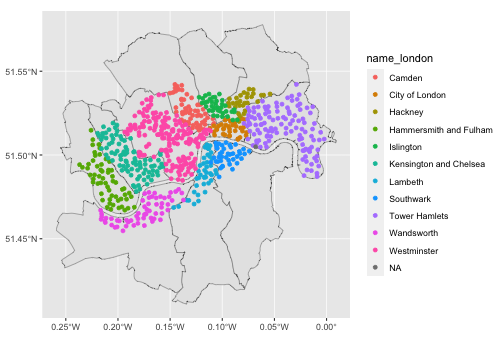 name_london
Camden
City of London
Hackney
Hammersmith and Fulham
Islington
Kensington and Chelsea
Lambeth
Southwark
Tower Hamlets
Wandsworth
Westminster
NA
51.55°N
51.50°N
51.45°N
0.25°W
0.20°W
0.15°W
0.10°W
0.05°W
0.00°